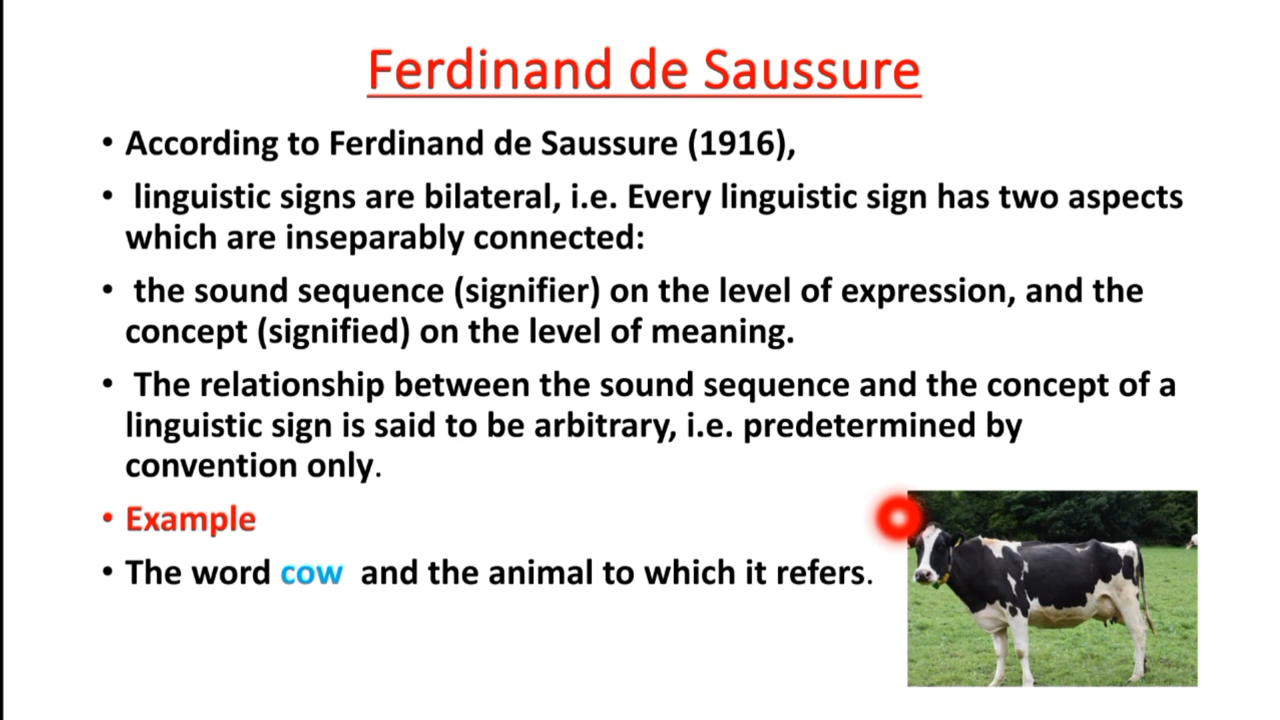 Ferdinand de Saussure
• According to Ferdinand de Saussure (1916),
• linguistic signs are bilateral, i.e. Every linguistic sign has two aspects
which are inseparably connected:
• the sound sequence (signifier) on the level of expression, and the
concept (signified) on the level of meaning.
• The relationship between the sound sequence and the concept of a
linguistic sign is said to be arbitrary, i.e. predetermined by
convention only.
• Example
• The word cow and the animal to which it refers.